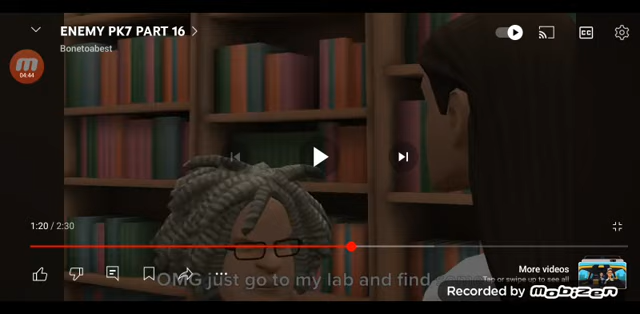 ENEMY PK7 PART 16
Bonetoabest
CC
m
04:44
1:20 / 2:30
OMG just go to my lab and find
More videos
Tap or swipe up to see all
Recorded by mobizen